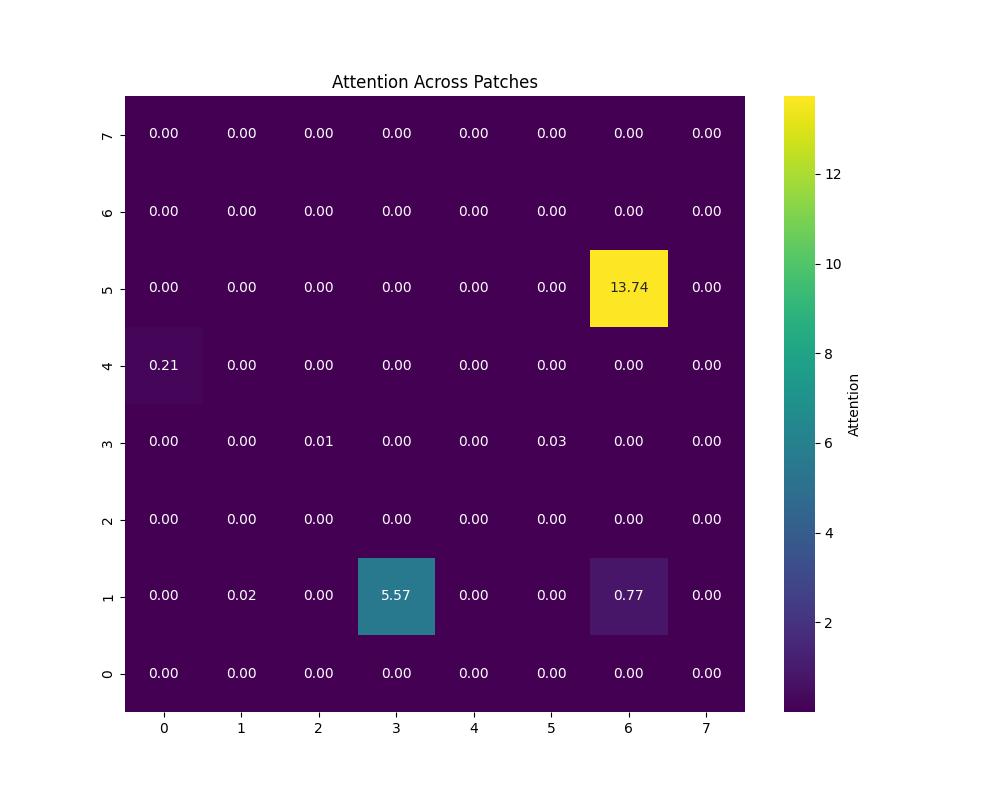 Attention Across Patches
7 0.00 0.00 0.00 0.00 0.00 0.00 0.00 0.00
6 0.00 0.00 0.00 0.00 0.00 0.00 0.00 0.00
5 0.00 0.00 0.00 0.00 0.00 0.00 13.74 0.00
4 0.21 0.00 0.00 0.00 0.00 0.00 0.00 0.00
3 0.00 0.00 0.01 0.00 0.00 0.03 0.00 0.00
2 0.00 0.00 0.00 0.00 0.00 0.00 0.00 0.00
1 0.00 0.02 0.00 5.57 0.00 0.00 0.77 0.00
0 0.00 0.00 0.00 0.00 0.00 0.00 0.00 0.00
0 1 2 3 4 5 6 7
12
10
8
6
4
2
Attention